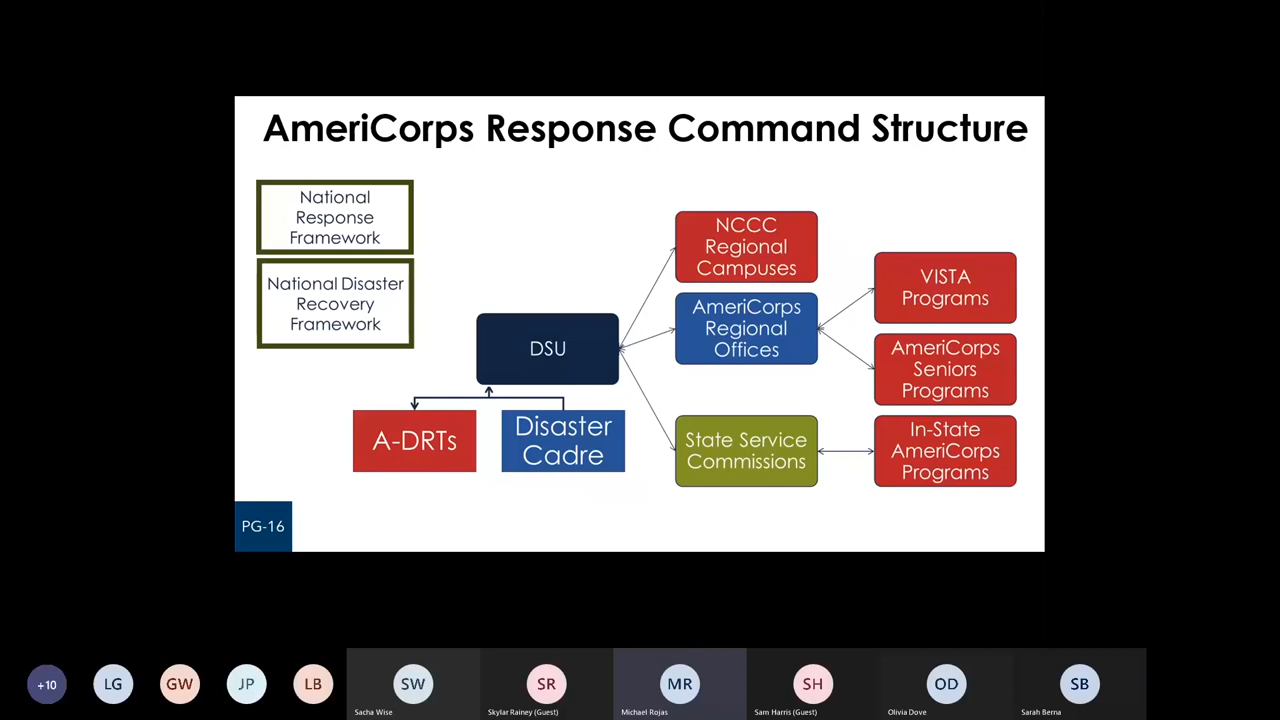 AmeriCorps Response Command Structure
National
Response
Framework
National Disaster
Recovery
Framework
DSU
A-DRTs
Disaster
Cadre
NCCC
Regional
Campuses
AmeriCorps
Regional
Offices
State Service
Commissions
VISTA
Programs
AmeriCorps
Seniors
Programs
In-State
AmeriCorps
Programs
PG-16
+10
LG
GW
JP
LB
SW
Sacha Wise
SR
Skylar Rainey (Guest)
MR
Michael Rojas
SH
Sam Harris (Guest)
OD
Olivia Dove
SB
Sarah Berna